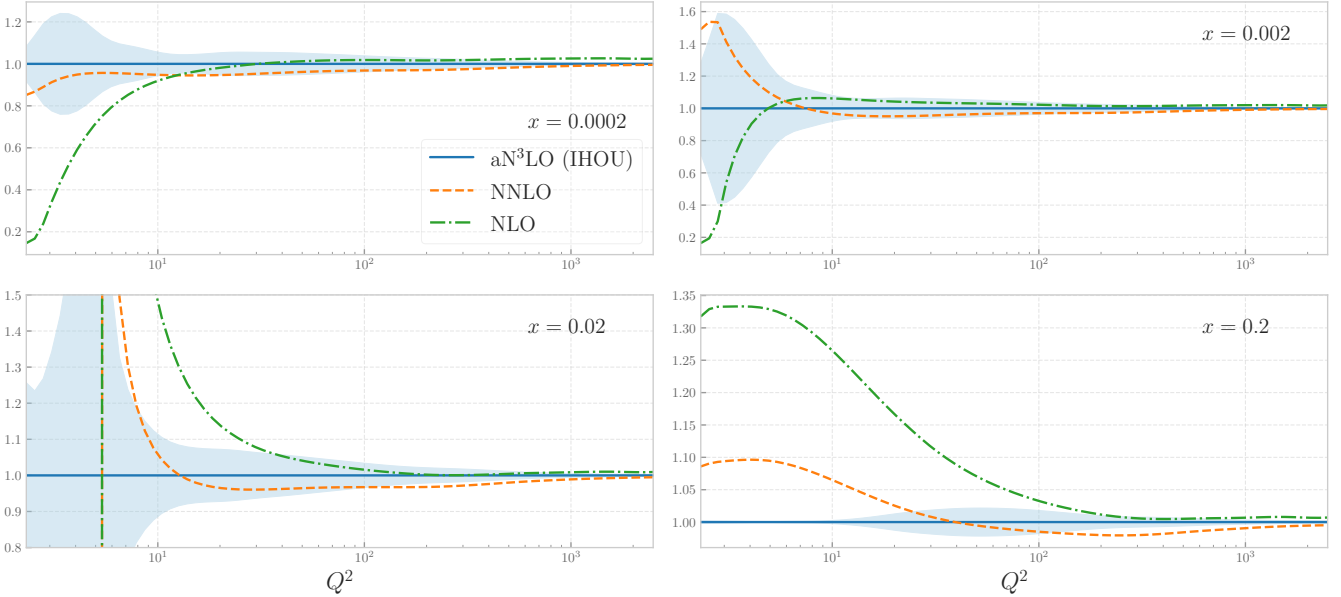 1.2
1.0
0.8
0.6
0.4
0.2
x = 0.0002
aN³LO (IHOU)
NNLO
NLO
10¹ 10² 10³
1.6
1.4
1.2
1.0
0.8
0.6
0.4
0.2
x = 0.002
10¹ 10² 10³
1.5
1.4
1.3
1.2
1.1
1.0
0.9
0.8
x = 0.02
10¹ 10² 10³
Q²
1.35
1.30
1.25
1.20
1.15
1.10
1.05
1.00
x = 0.2
10¹ 10² 10³
Q²